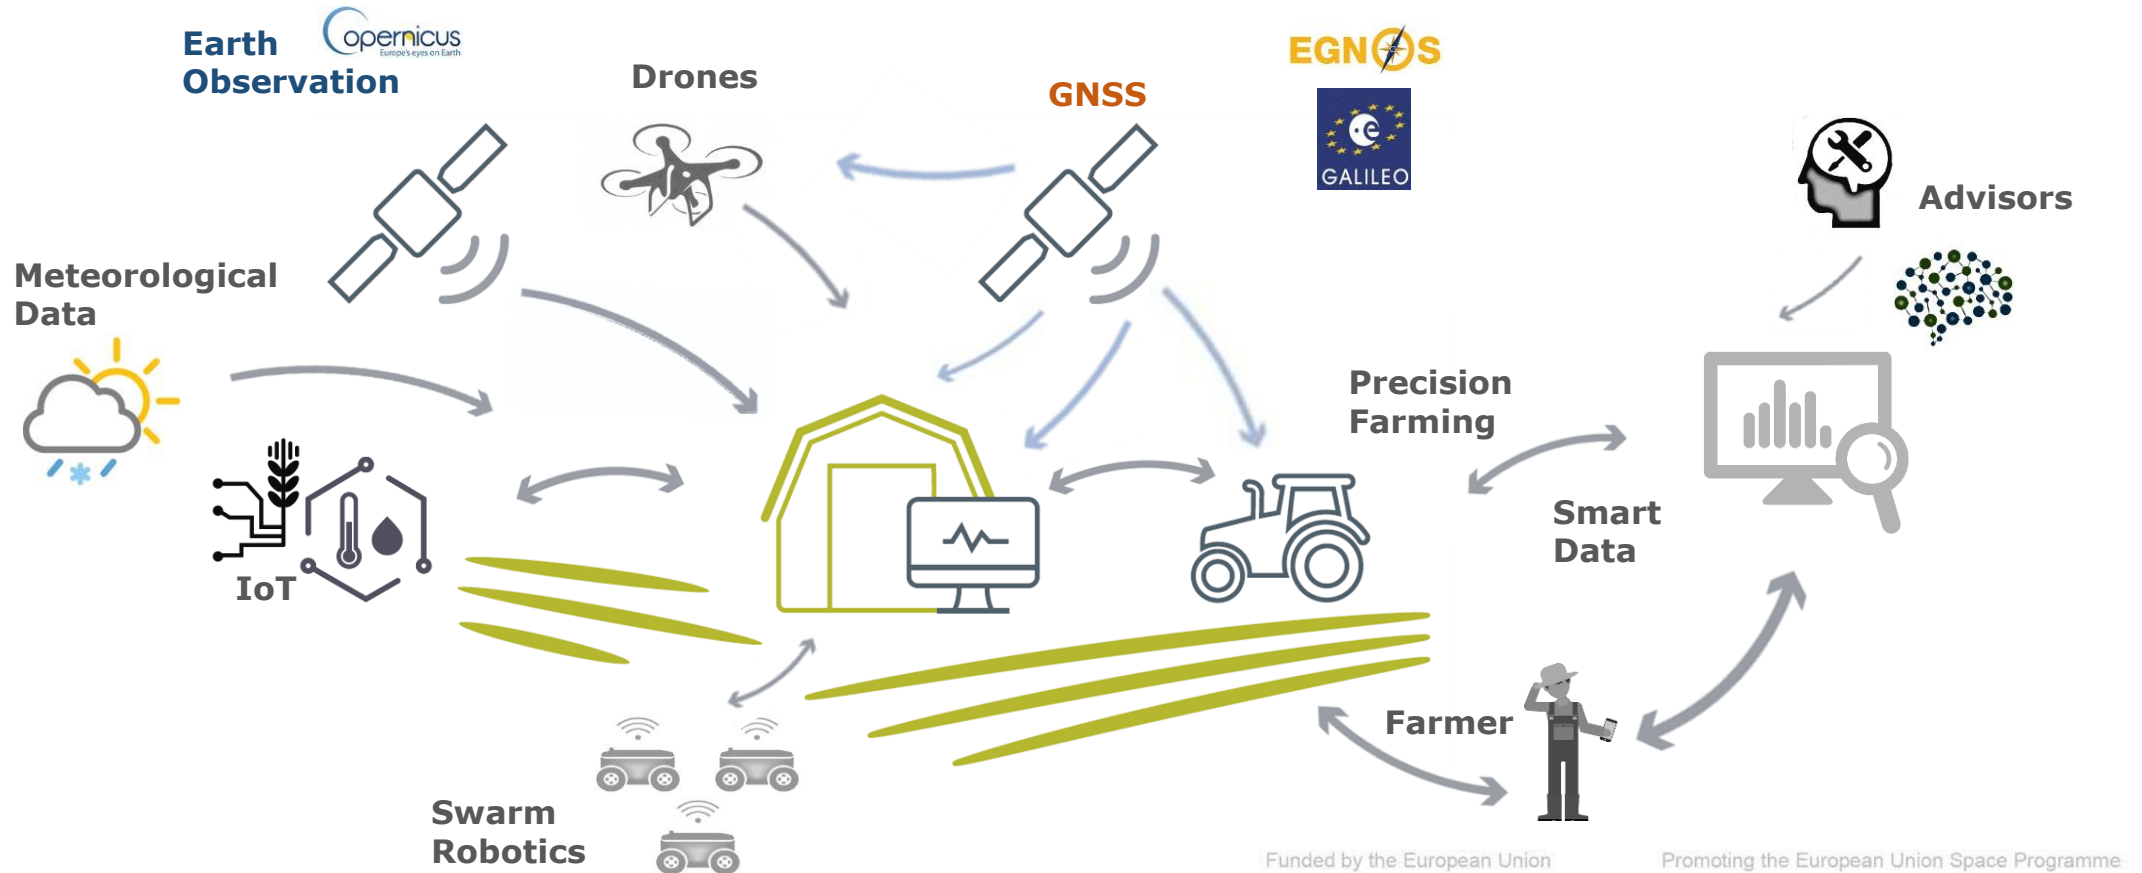 Earth
Observation
opernicus
Europe's eyes on Earth
Drones
GNSS
EGNOS
GALILEO
Advisors
Meteorological
Data
Precision
Farming
Smart
Data
IoT
Farmer
Swarm
Robotics
Funded by the European Union
Promoting the European Union Space Programme